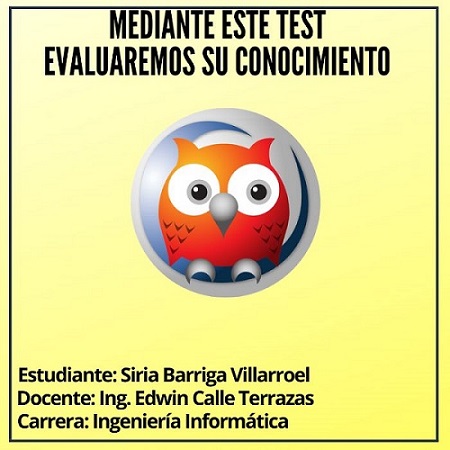 MEDIANTE ESTE TEST
EVALUAREMOS SU CONOCIMIENTO
Estudiante: Siria Barriga Villarroel
Docente: Ing. Edwin Calle Terrazas
Carrera: Ingeniería Informática